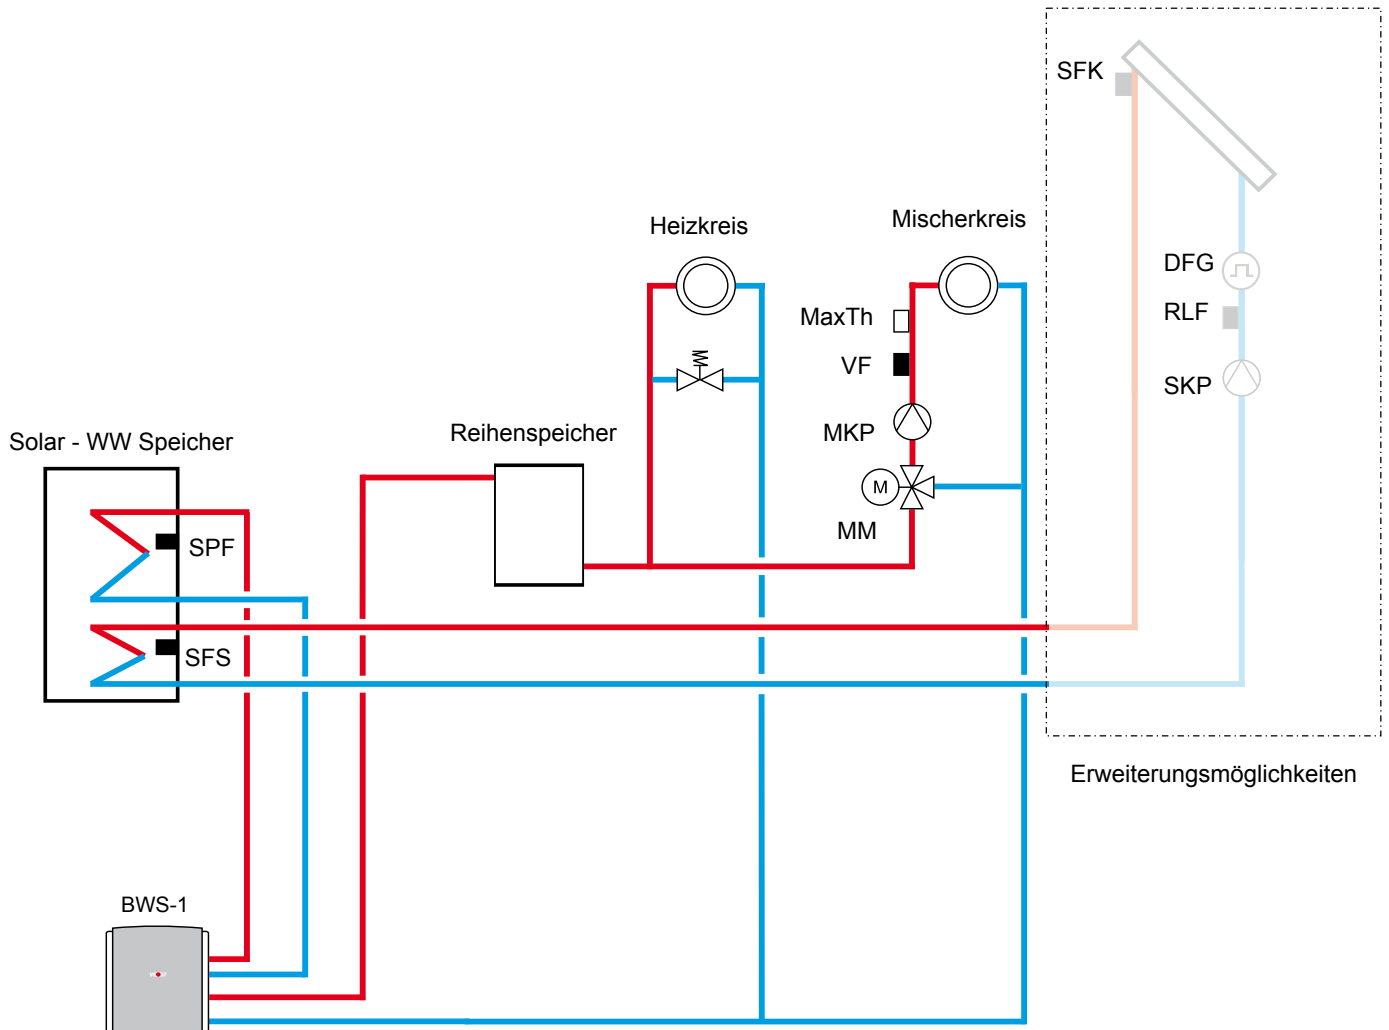 SFK
Heizkreis
Mischerkreis
DFG
MaxTh
RLF
VF
SKP
MKP
Solar - WW Speicher
Reihenspeicher
M
MM
SPF
SFS
Erweiterungsmöglichkeiten
BWS-1